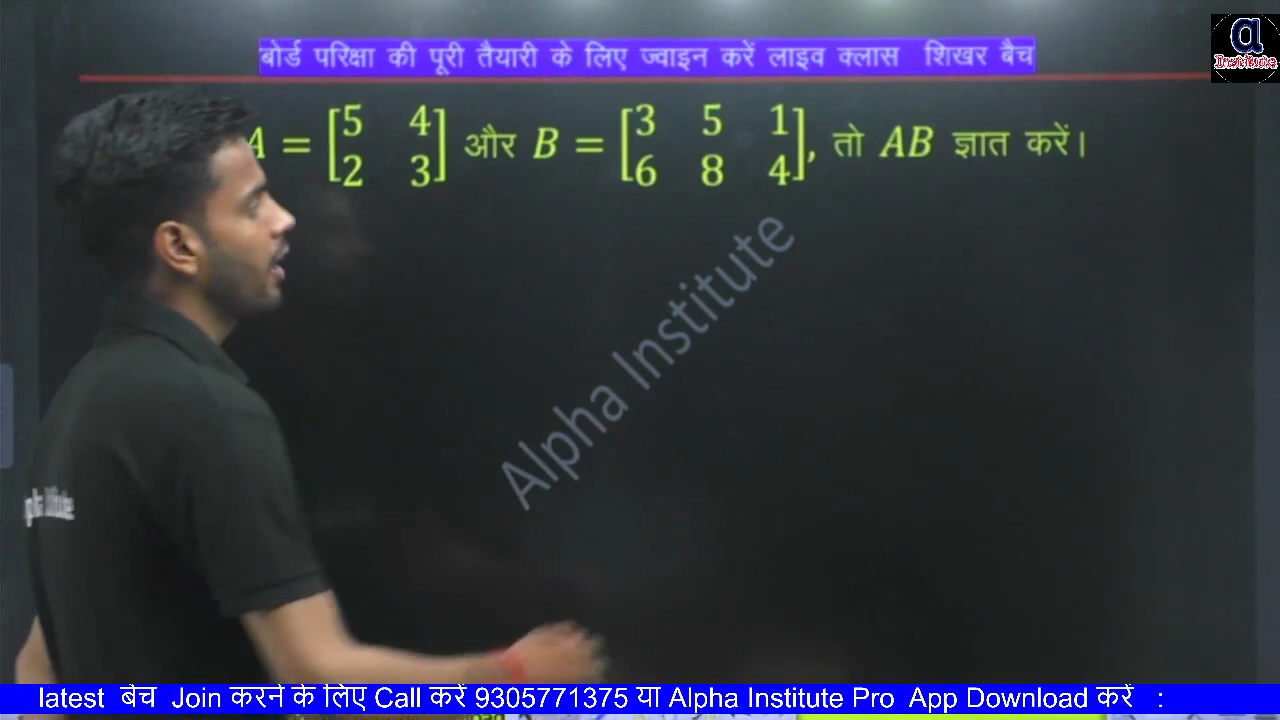 बोर्ड परिक्षा की पूरी तैयारी के लिए ज्वाइन करें लाइव क्लास शिखर बैच
α
Institute
A = [5 4] और B = [3 5 1], तो AB ज्ञात करें।
[2 3] [6 8 4]
Alpha Institute
latest बैच Join करने के लिए Call करें 9305771375 या Alpha Institute Pro App Download करें :